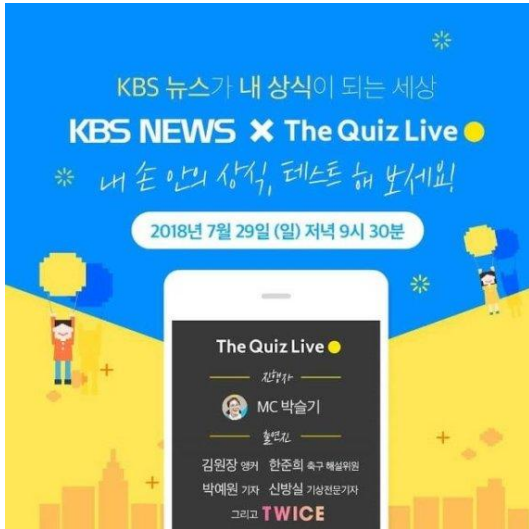 KBS 뉴스가 내 상식이 되는 세상
KBS NEWS × The Quiz Live
내 손 안의 상식, 테스트 해 보세요!
2018년 7월 29일 (일) 저녁 9시 30분
The Quiz Live
진행자
MC 박슬기
출연진
김원장 앵커 한준희 축구 해설위원
박예원 기자 신방실 기상전문기자
그리고 TWICE